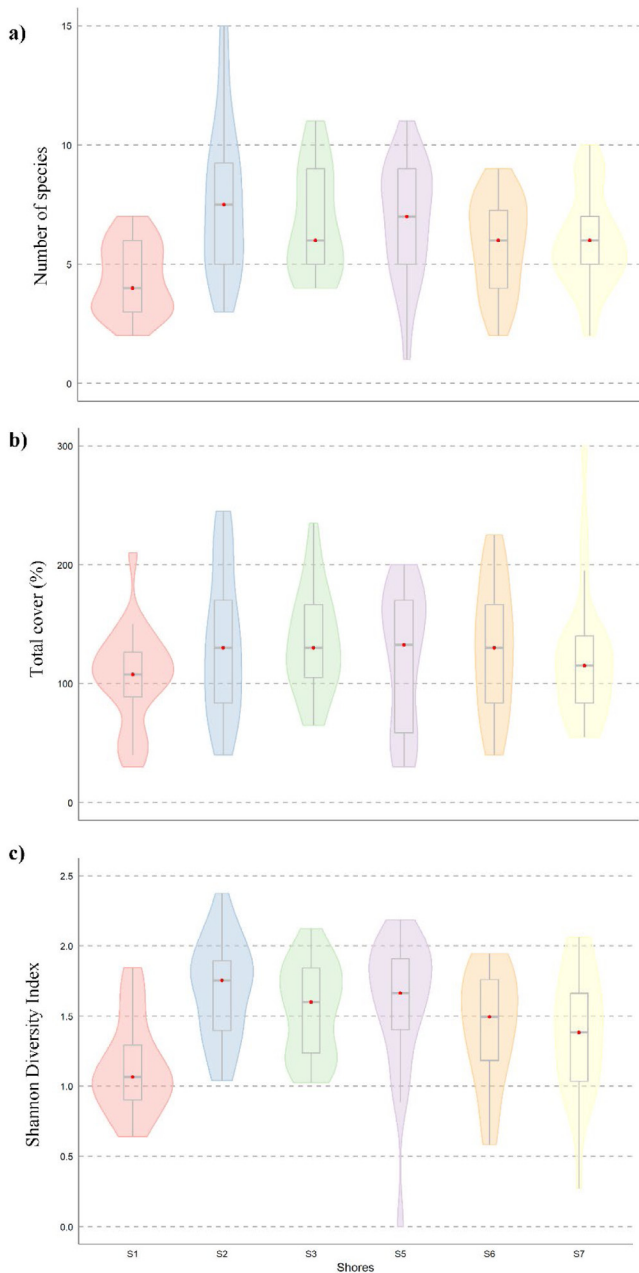 a)
Number of species
15
10
5
0
b)
Total cover (%)
300
200
100
0
c)
Shannon Diversity Index
2.5
2.0
1.5
1.0
0.5
0.0
S1 S2 S3 S5 S6 S7
Shores